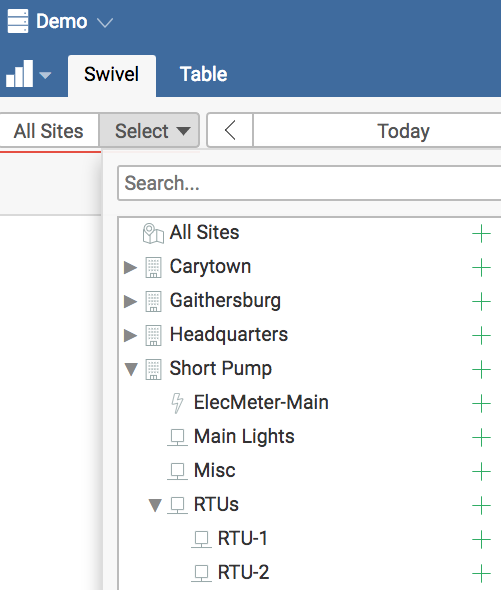 Demo
Swivel Table
All Sites Select Today
Search...
All Sites
Carytown
Gaithersburg
Headquarters
Short Pump
ElecMeter-Main
Main Lights
Misc
RTUs
RTU-1
RTU-2